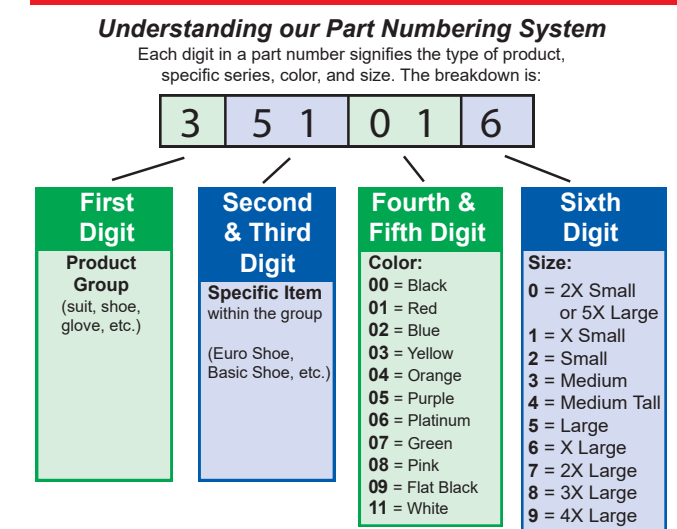 Understanding our Part Numbering System
Each digit in a part number signifies the type of product,
specific series, color, and size. The breakdown is:
3 5 1 0 1 6
First
Digit
Product
Group
(suit, shoe,
glove, etc.)
Second
& Third
Digit
Specific Item
within the group
(Euro Shoe,
Basic Shoe, etc.)
Fourth &
Fifth Digit
Color:
00 = Black
01 = Red
02 = Blue
03 = Yellow
04 = Orange
05 = Purple
06 = Platinum
07 = Green
08 = Pink
09 = Flat Black
11 = White
Sixth
Digit
Size:
0 = 2X Small
or 5X Large
1 = X Small
2 = Small
3 = Medium
4 = Medium Tall
5 = Large
6 = X Large
7 = 2X Large
8 = 3X Large
9 = 4X Large